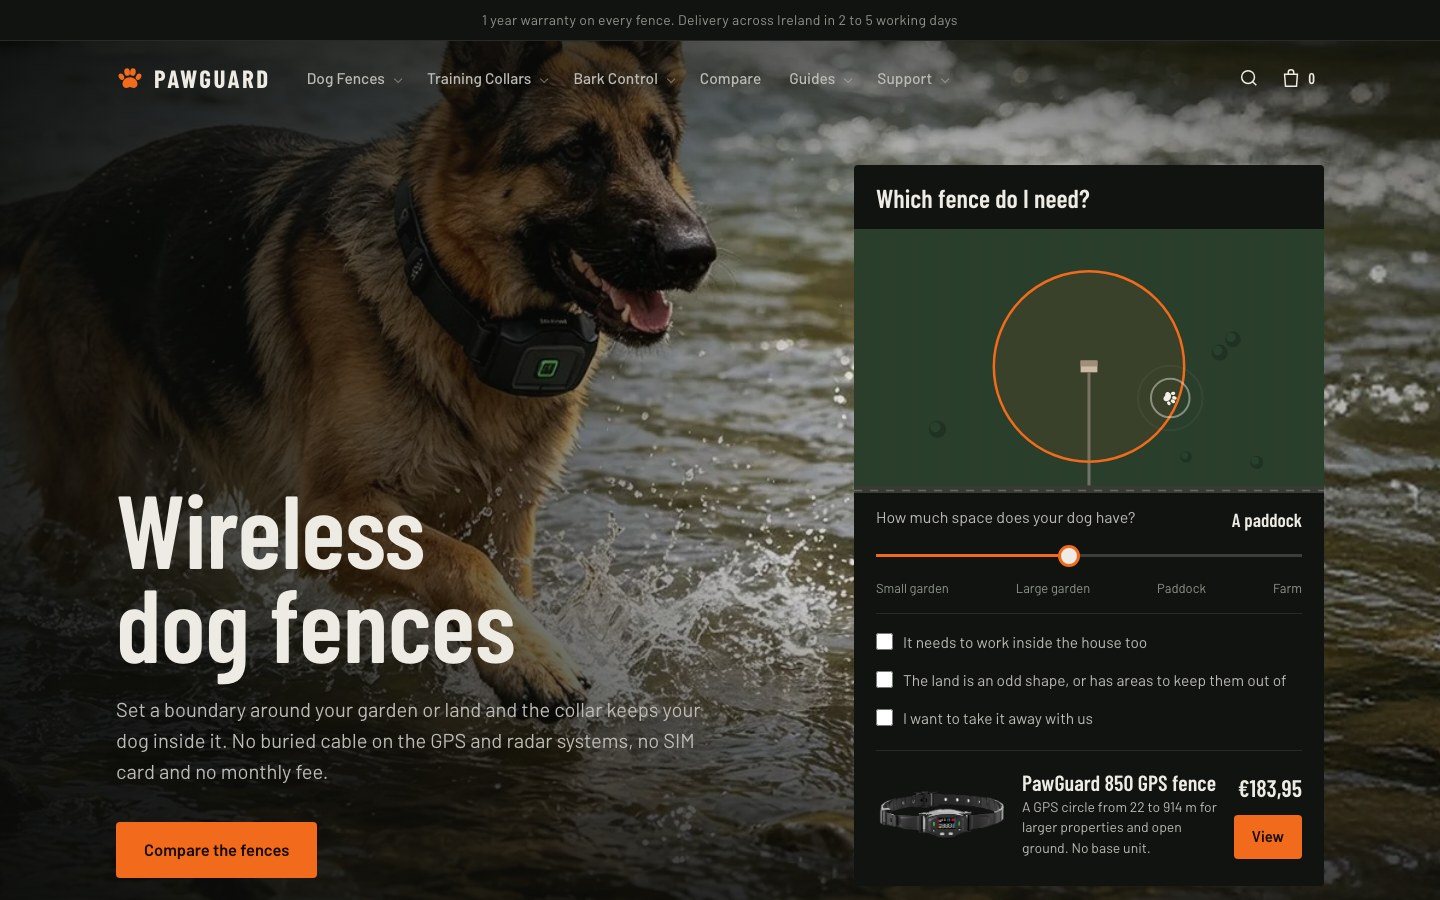 1 year warranty on every fence. Delivery across Ireland in 2 to 5 working days
PAWGUARD
Dog Fences
Training Collars
Bark Control
Compare
Guides
Support
0
Which fence do I need?
Wireless
dog fences
Set a boundary around your garden or land and the collar keeps your
dog inside it. No buried cable on the GPS and radar systems, no SIM
card and no monthly fee.
Compare the fences
How much space does your dog have?
A paddock
Small garden
Large garden
Paddock
Farm
It needs to work inside the house too
The land is an odd shape, or has areas to keep them out of
I want to take it away with us
PawGuard 850 GPS fence
€183,95
A GPS circle from 22 to 914 m for
larger properties and open
ground. No base unit.
View